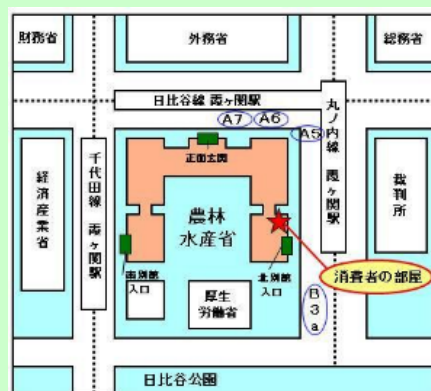 財務省
外務省
総務省
日比谷線 霞ヶ関駅
A7
A6
A5
丸ノ内線 霞ヶ関駅
正面玄関
千代田線 霞ヶ関駅
経済産業省
農林
水産省
裁判所
南別館
入口
北別館
入口
消費者の部屋
厚生
労働省
B3a
日比谷公園